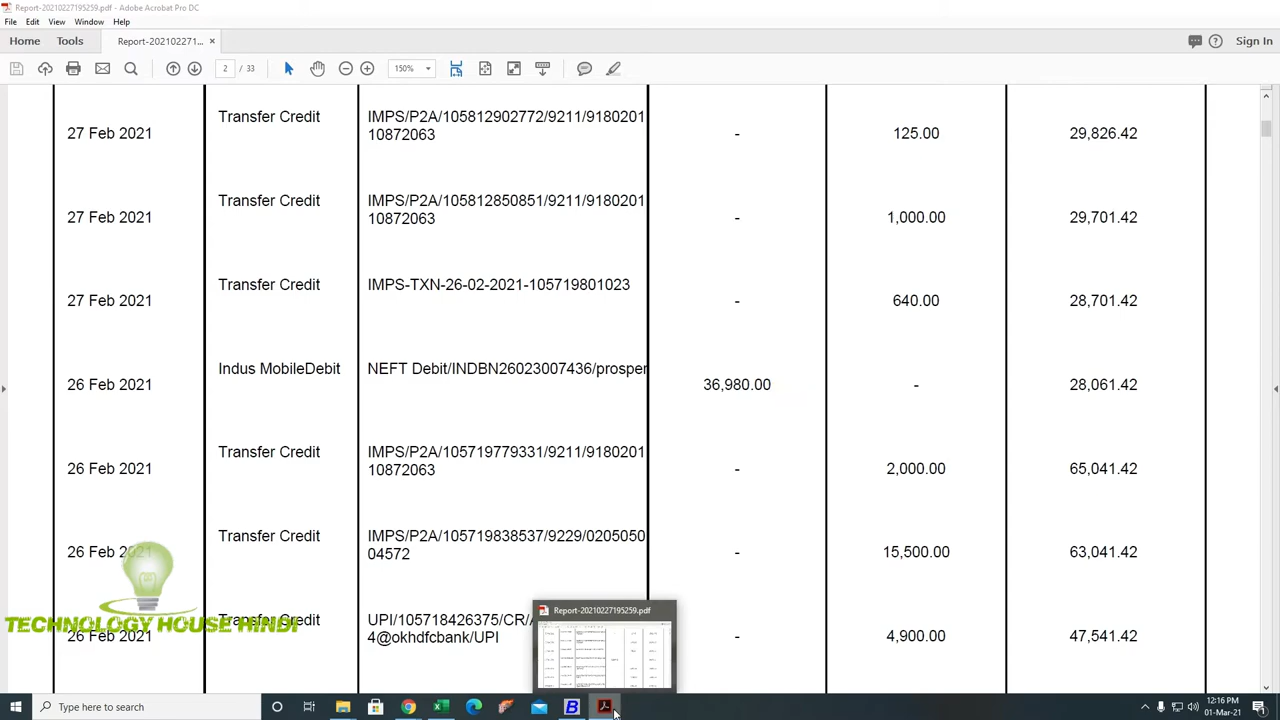 Report-20210227195259.pdf - Adobe Acrobat Pro DC
File Edit View Window Help
Home Tools Report-202102271... × Sign In
2 / 33 150%
27 Feb 2021 Transfer Credit IMPS/P2A/105812902772/9211/9180201 - 125.00 29,826.42
10872063
27 Feb 2021 Transfer Credit IMPS/P2A/105812850851/9211/9180201 - 1,000.00 29,701.42
10872063
27 Feb 2021 Transfer Credit IMPS-TXN-26-02-2021-105719801023 - 640.00 28,701.42
26 Feb 2021 Indus MobileDebit NEFT Debit/INDBN26023007436/prosper 36,980.00 - 28,061.42
26 Feb 2021 Transfer Credit IMPS/P2A/105719779331/9211/9180201 - 2,000.00 65,041.42
10872063
26 Feb 2021 Transfer Credit IMPS/P2A/105719838537/9229/0205050 - 15,500.00 63,041.42
04572
26 Feb 2021 Transfer Credit UPI/105718426375/CR/ - 4,900.00 47,541.42
4@okhdfcbank/UPI
TECHNOLOGY HOUSE HINDI
Report-20210227195259.pdf
Type here to search
12:16 PM
01-Mar-21